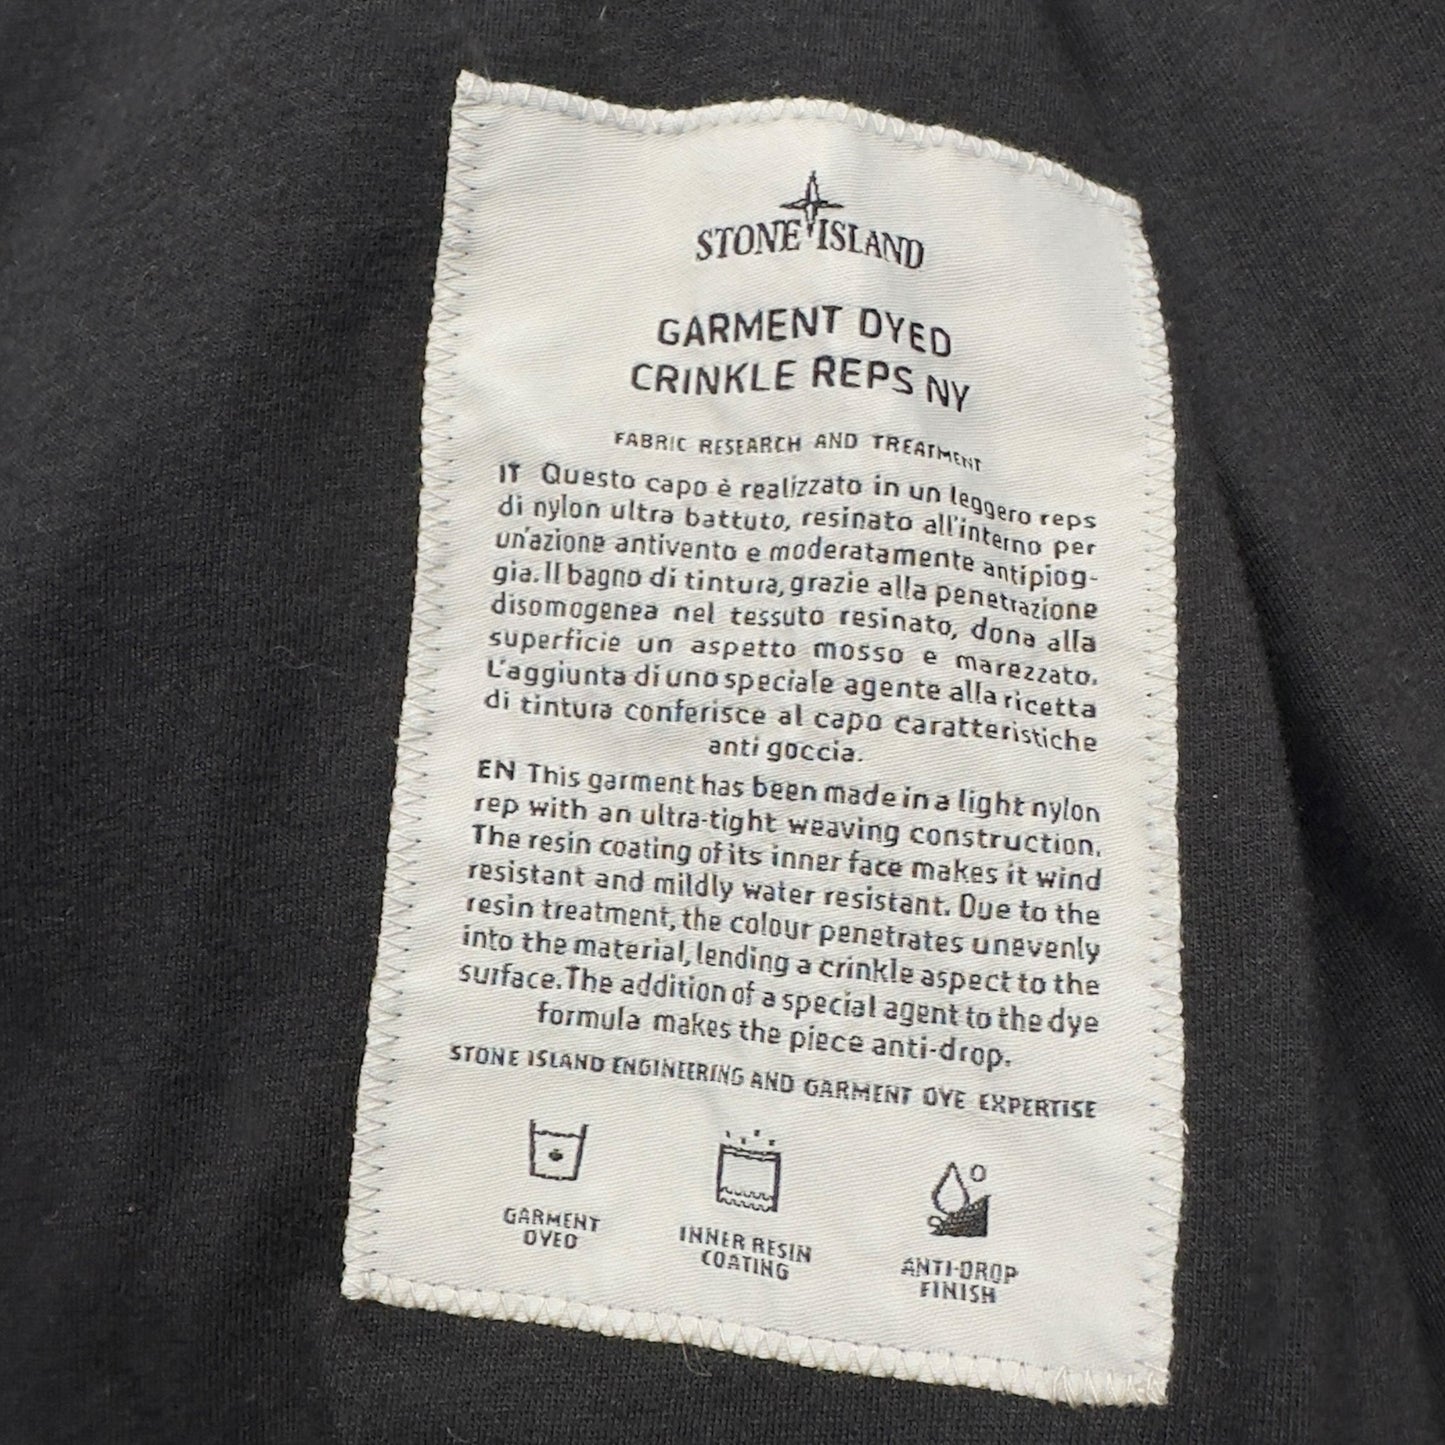 STONE ISLAND
GARMENT DYED
CRINKLE REPS NY
FABRIC RESEARCH AND TREATMENT
IT Questo capo è realizzato in un leggero reps
di nylon ultra battuto, resinato all'interno per
un'azione antivento e moderatamente antipiog-
gia. Il bagno di tintura, grazie alla penetrazione
disomogenea nel tessuto resinato, dona alla
superficie un aspetto mosso e marezzato.
L'aggiunta di uno speciale agente alla ricetta
di tintura conferisce al capo caratteristiche
anti goccia.
EN This garment has been made in a light nylon
rep with an ultra-tight weaving construction.
The resin coating of its inner face makes it wind
resistant and mildly water resistant. Due to the
resin treatment, the colour penetrates unevenly
into the material, lending a crinkle aspect to the
surface. The addition of a special agent to the dye
formula makes the piece anti-drop.
STONE ISLAND ENGINEERING AND GARMENT DYE EXPERTISE
GARMENT
DYED
INNER RESIN
COATING
ANTI-DROP
FINISH